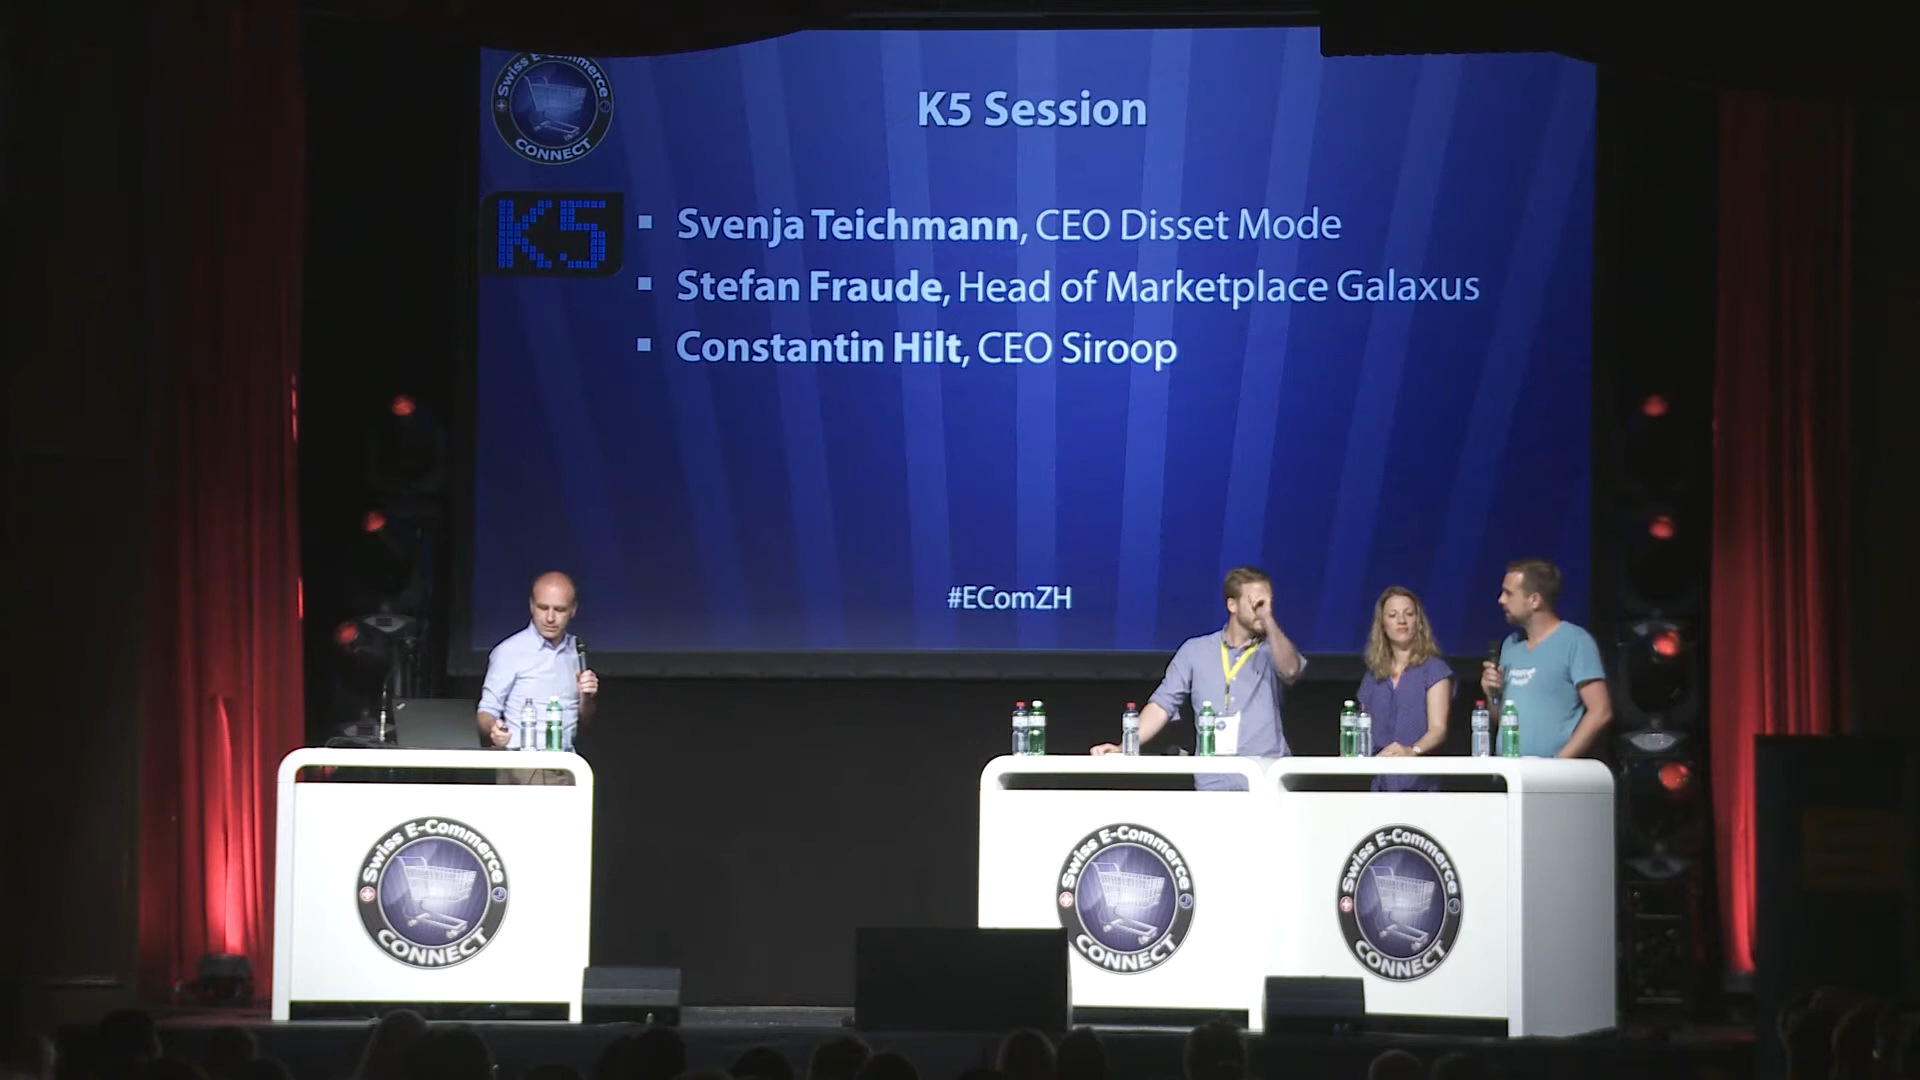 Swiss E-Commerce
CONNECT
K5 Session
K5
▪ Svenja Teichmann, CEO Disset Mode
▪ Stefan Fraude, Head of Marketplace Galaxus
▪ Constantin Hilt, CEO Siroop
#EComZH
Swiss E-Commerce
CONNECT
Swiss E-Commerce
CONNECT
Swiss E-Commerce
CONNECT